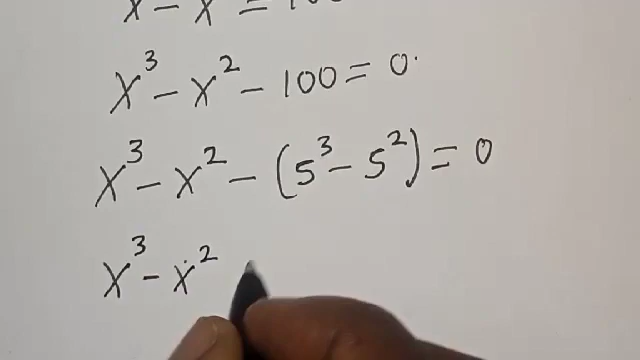 x³ - x² - 100 = 0
x³ - x² - (5³ - 5²) = 0
x³ - x²